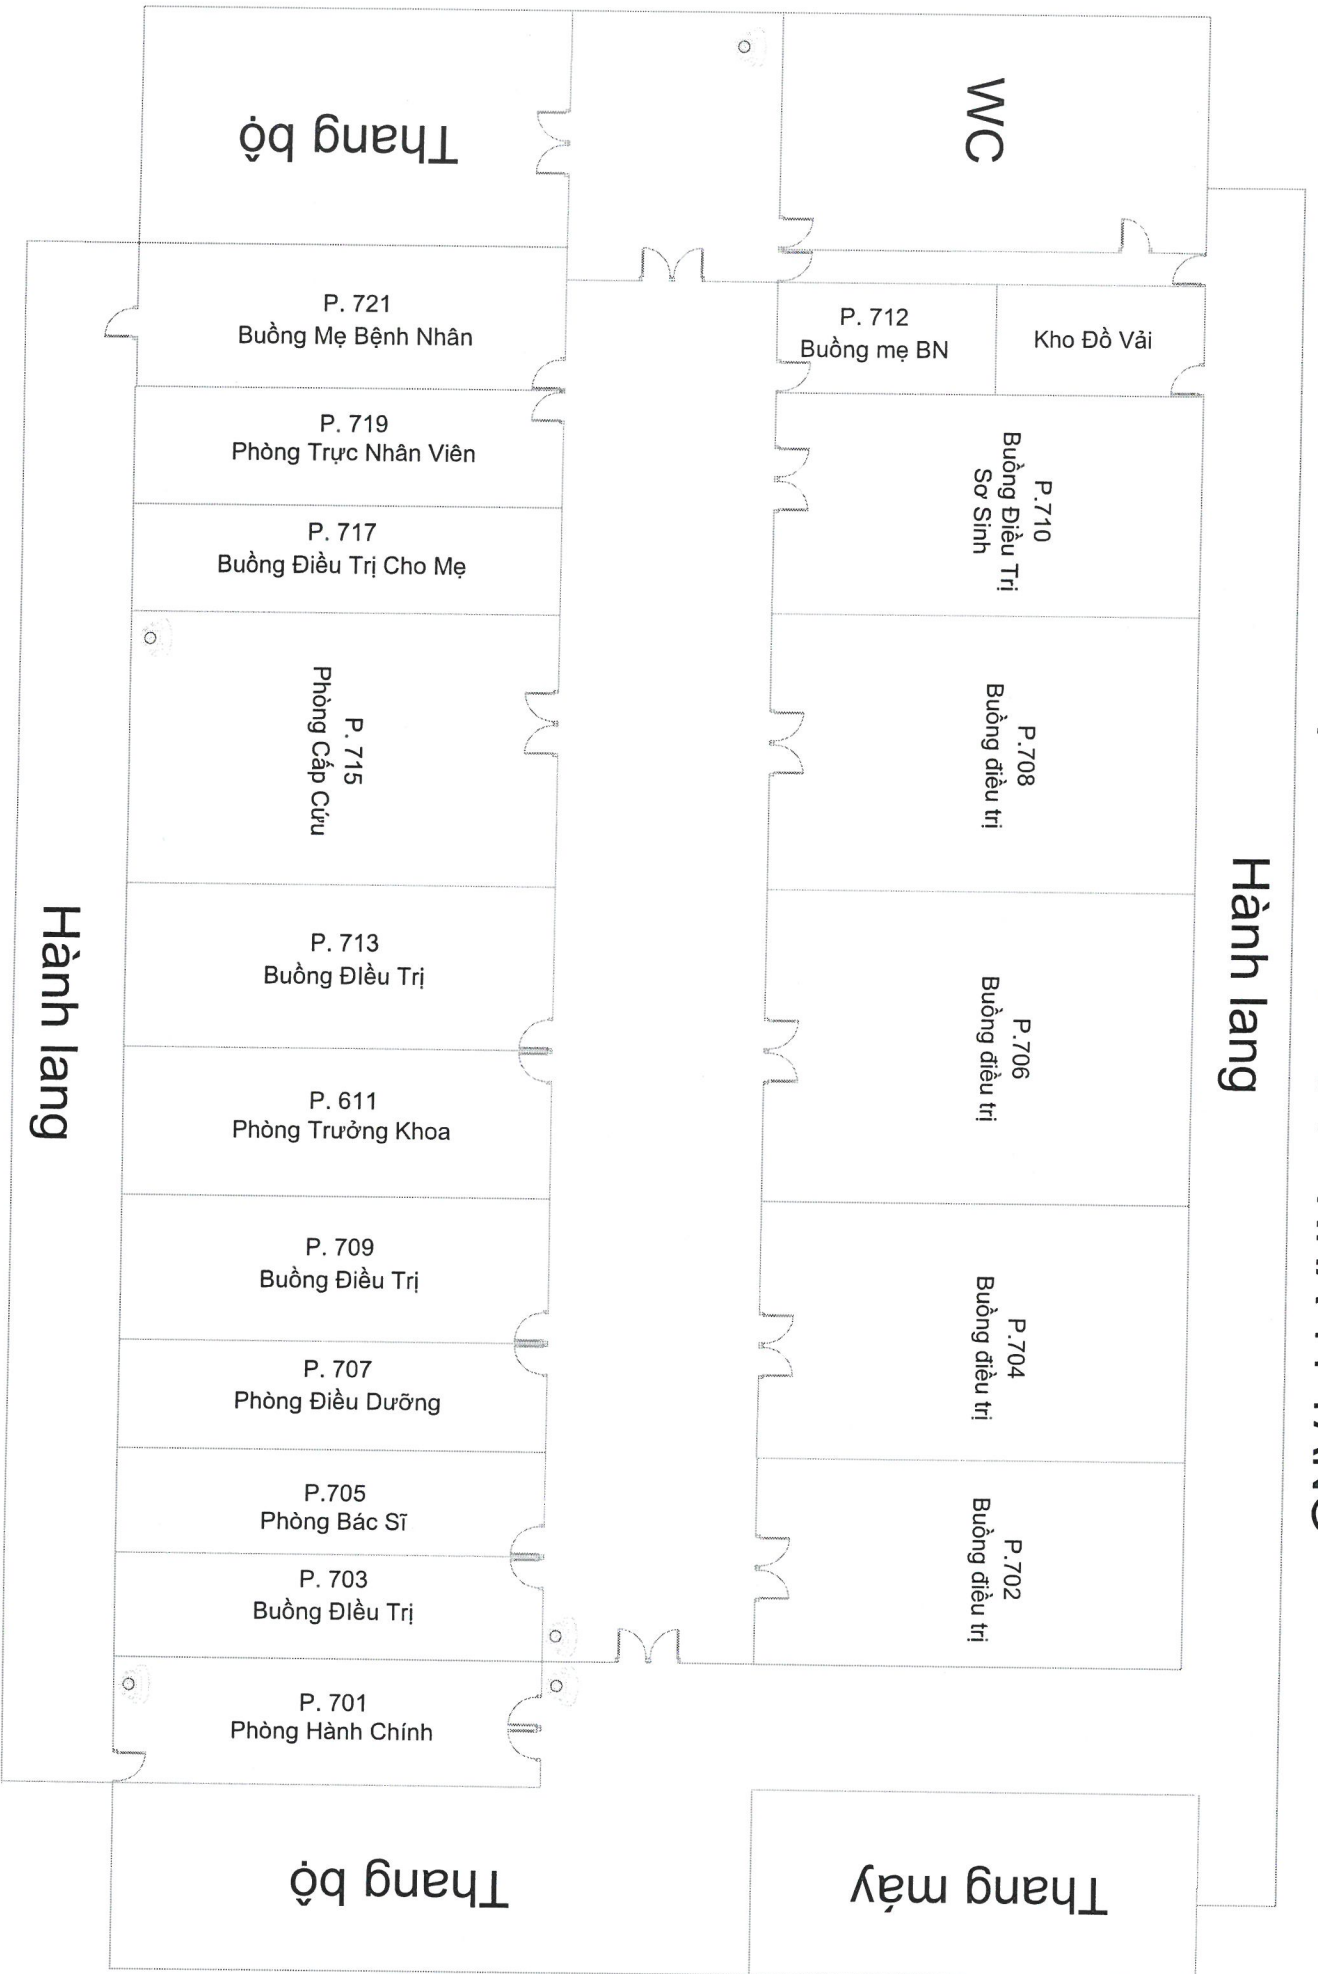 Thang bộ
WC
P. 721
Buồng Mẹ Bệnh Nhân
P. 712
Buồng mẹ BN
Kho Đồ Vải
P. 719
Phòng Trực Nhân Viên
P. 717
Buồng Điều Trị Cho Mẹ
P.710
Buồng Điều Trị
Sơ Sinh
P. 715
Phòng Cấp Cứu
P.708
Buồng điều trị
P. 713
Buồng ĐIều Trị
P.706
Buồng điều trị
Hành lang
Hành lang
P. 611
Phòng Trưởng Khoa
P. 709
Buồng Điều Trị
P.704
Buồng điều trị
P. 707
Phòng Điều Dưỡng
P.705
Phòng Bác Sĩ
P.702
Buồng điều trị
P. 703
Buồng ĐIều Trị
P. 701
Phòng Hành Chính
Thang bộ
Thang máy